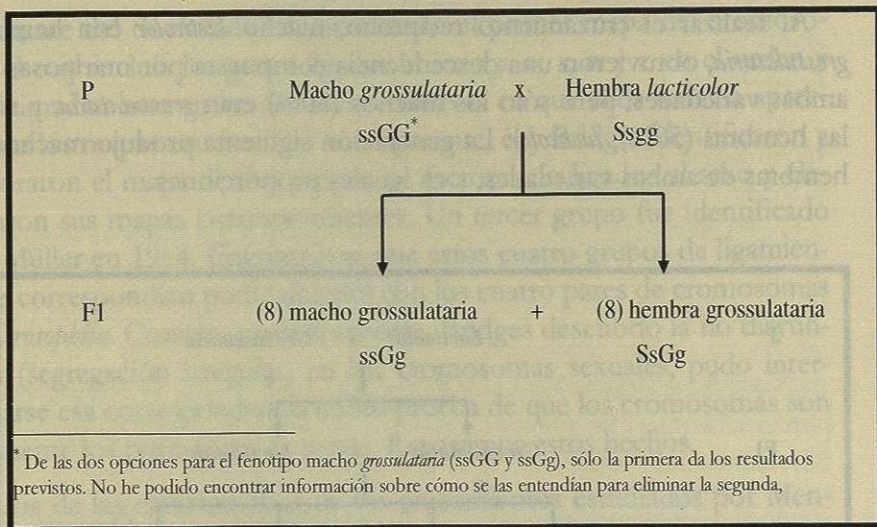 P Macho grossulataria x Hembra lacticolor
ssGG* Ssgg
F1 (8) macho grossulataria + (8) hembra grossulataria
ssGg SsGg
* De las dos opciones para el fenotipo macho grossulataria (ssGG y ssGg), sólo la primera da los resultados
previstos. No he podido encontrar información sobre cómo se las entendían para eliminar la segunda,